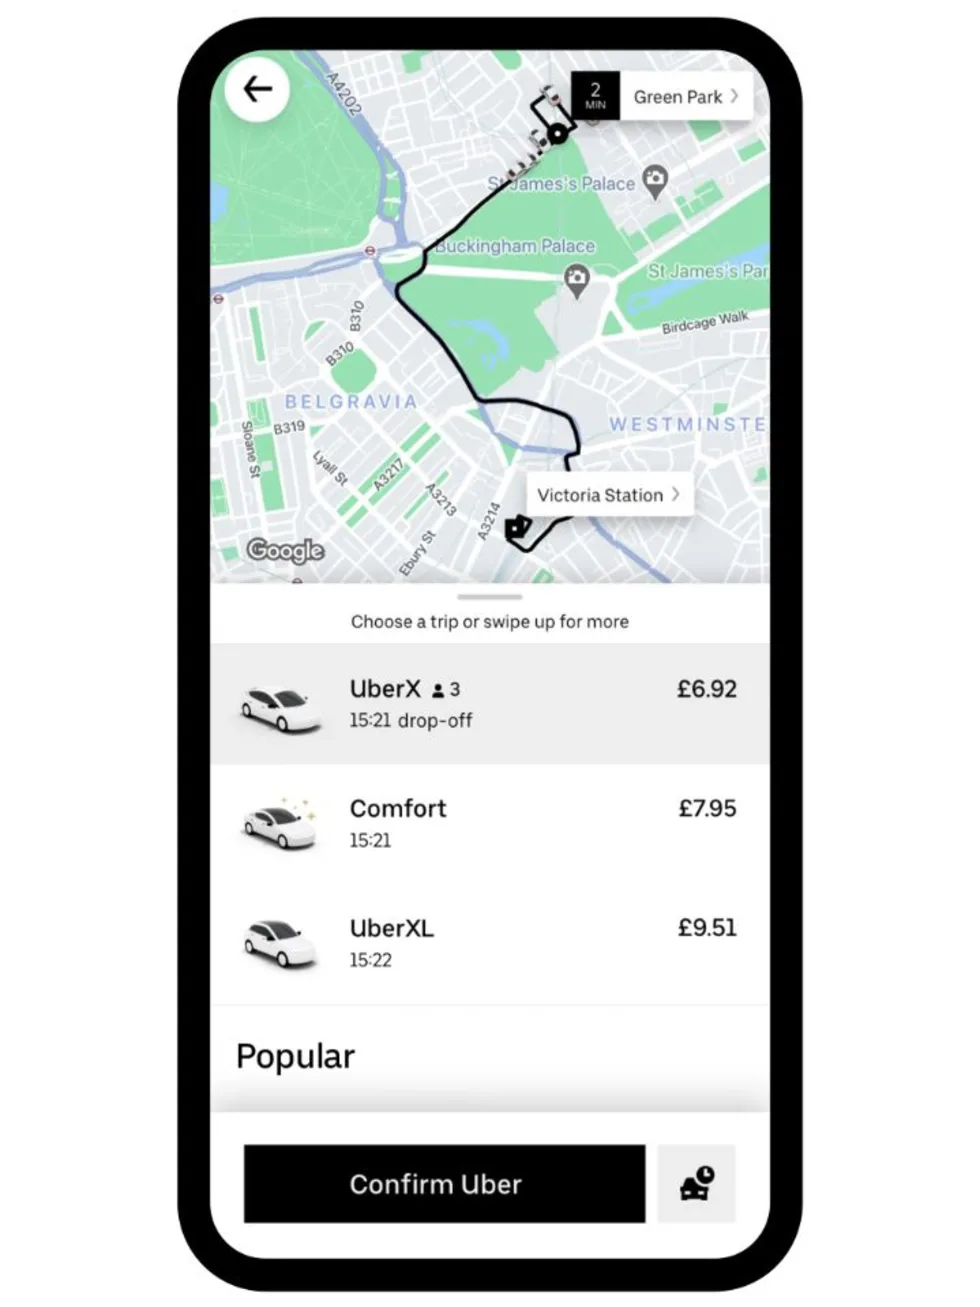 A4202
2
MIN
Green Park
St James's Palace
Buckingham Palace
St James's Par
Birdcage Walk
B310
B310
BELGRAVIA
WESTMINSTE
B319
Sloane St
Lyall St
A3217
A3213
A3214
Victoria Station
Ebury St
Google
Choose a trip or swipe up for more
UberX 3
£6.92
15:21 drop-off
Comfort
£7.95
15:21
UberXL
£9.51
15:22
Popular
Confirm Uber